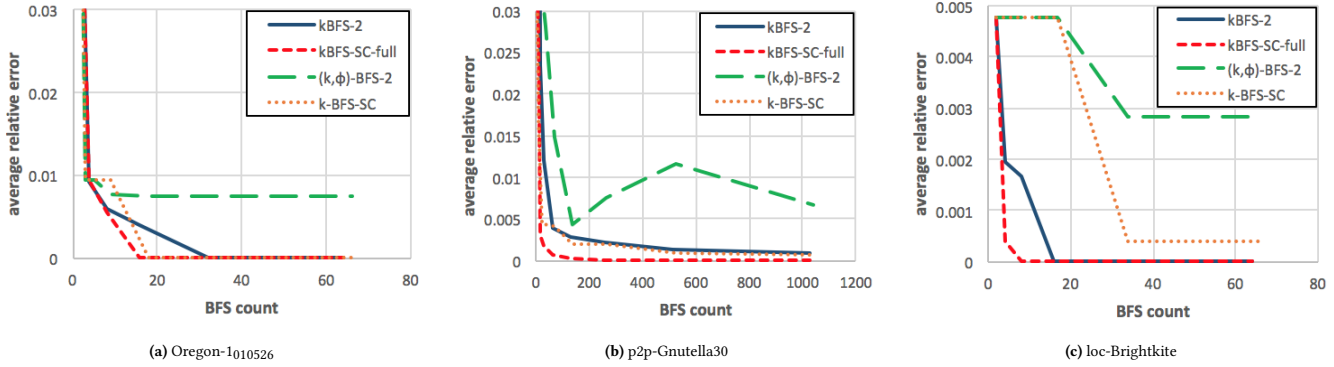 average relative error
0.03
0.02
0.01
0
0
20
40
60
80
BFS count
kBFS-2
kBFS-SC-full
(k,ϕ)-BFS-2
k-BFS-SC
(a) Oregon-1010526
average relative error
0.03
0.025
0.02
0.015
0.01
0.005
0
0
200
400
600
800
1000
1200
BFS count
kBFS-2
kBFS-SC-full
(k,ϕ)-BFS-2
k-BFS-SC
(b) p2p-Gnutella30
average relative error
0.005
0.004
0.003
0.002
0.001
0
0
20
40
60
80
BFS count
kBFS-2
kBFS-SC-full
(k,ϕ)-BFS-2
k-BFS-SC
(c) loc-Brightkite